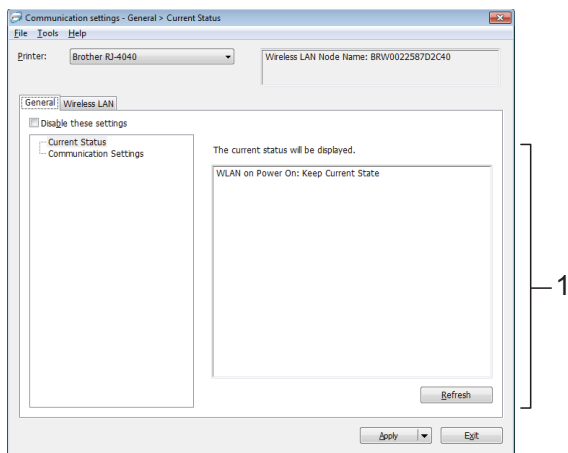 Communication settings - General > Current Status
File Tools Help
Printer: Brother RJ-4040 Wireless LAN Node Name: BRW0022587D2C40
General Wireless LAN
Disable these settings
Current Status
Communication Settings
The current status will be displayed.
WLAN on Power On: Keep Current State
1
Refresh
Apply Exit